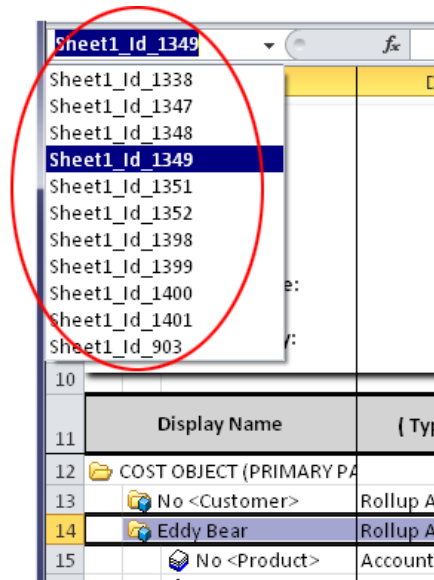 Sheet1_Id_1349 fx
Sheet1_Id_1338 D
Sheet1_Id_1347
Sheet1_Id_1348
Sheet1_Id_1349
Sheet1_Id_1351
Sheet1_Id_1352
Sheet1_Id_1398
Sheet1_Id_1399
Sheet1_Id_1400 e:
Sheet1_Id_1401
Sheet1_Id_903 y:
10
11 Display Name ( Typ
12 COST OBJECT (PRIMARY PA
13 No <Customer> Rollup A
14 Eddy Bear Rollup A
15 No <Product> Account